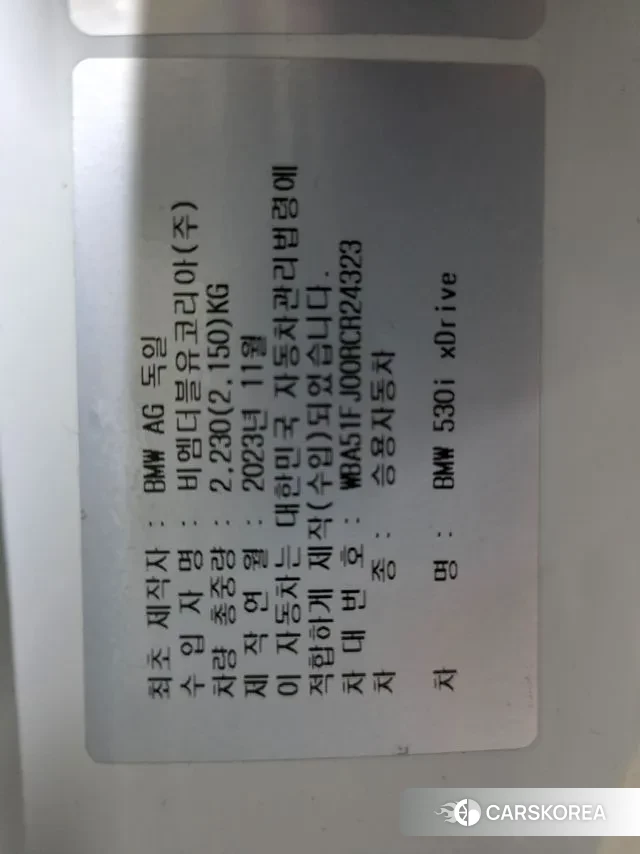 최초 제작자 : BMW AG 독일
수 입 자 명 : 비엠더블유코리아(주)
차량 총중량 : 2,230(2,150)KG
제 작 연 월 : 2023년 11월
이 자동차는 대한민국 자동차관리법령에
적합하게 제작(수입)되었습니다.
차 대 번 호 : WBA51FJ00RCR24323
차 종 : 승용자동차
차 명 : BMW 530i xDrive
CARSKOREA